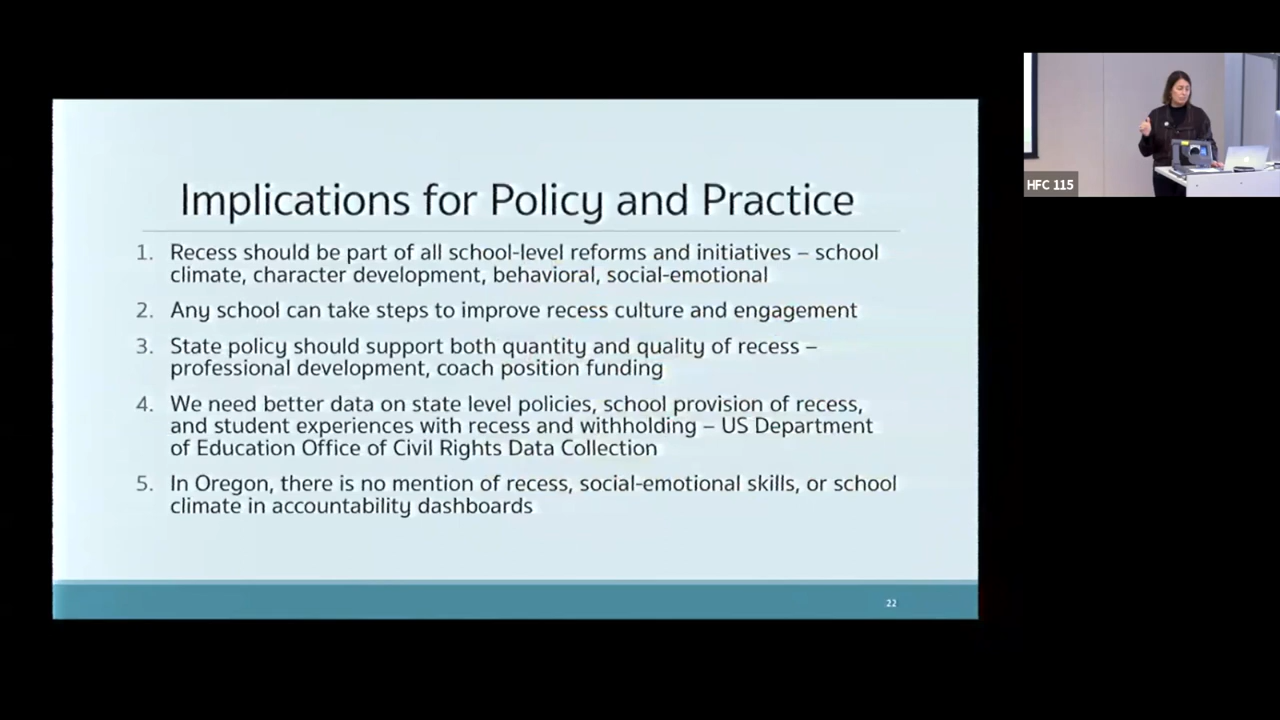 Implications for Policy and Practice
1. Recess should be part of all school-level reforms and initiatives – school
climate, character development, behavioral, social-emotional
2. Any school can take steps to improve recess culture and engagement
3. State policy should support both quantity and quality of recess –
professional development, coach position funding
4. We need better data on state level policies, school provision of recess,
and student experiences with recess and withholding – US Department
of Education Office of Civil Rights Data Collection
5. In Oregon, there is no mention of recess, social-emotional skills, or school
climate in accountability dashboards
22
HFC 115